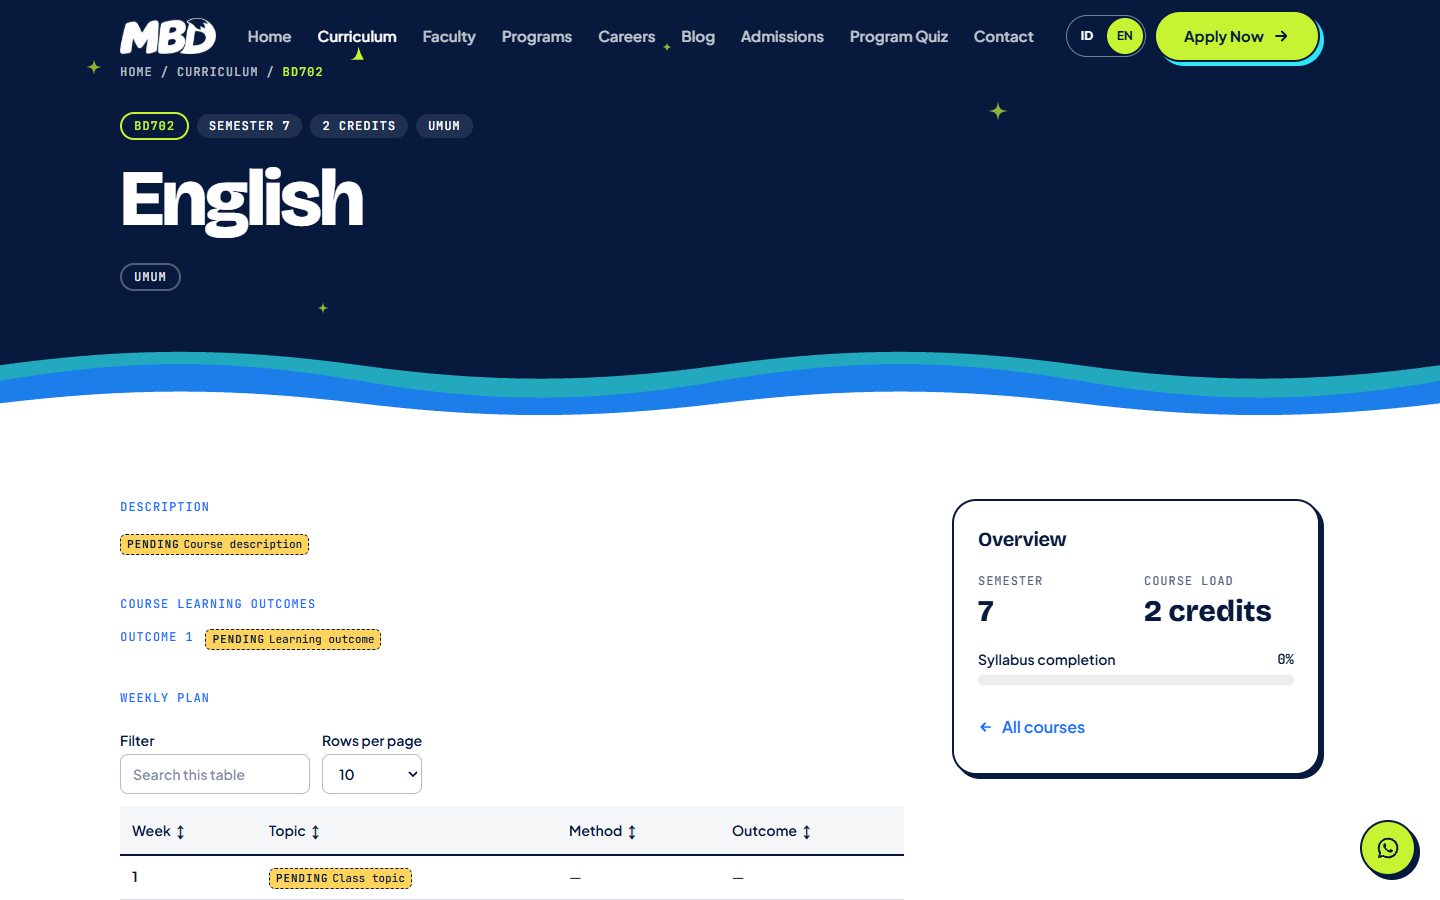 MBD
Home Curriculum Faculty Programs Careers Blog Admissions Program Quiz Contact ID EN Apply Now →
HOME / CURRICULUM / BD702
BD702 SEMESTER 7 2 CREDITS UMUM
English
UMUM
DESCRIPTION
PENDING Course description
COURSE LEARNING OUTCOMES
OUTCOME 1 PENDING Learning outcome
WEEKLY PLAN
Filter Rows per page
Search this table 10
Week ↕ Topic ↕ Method ↕ Outcome ↕
1 PENDING Class topic — —
Overview
SEMESTER COURSE LOAD
7 2 credits
Syllabus completion 0%
← All courses